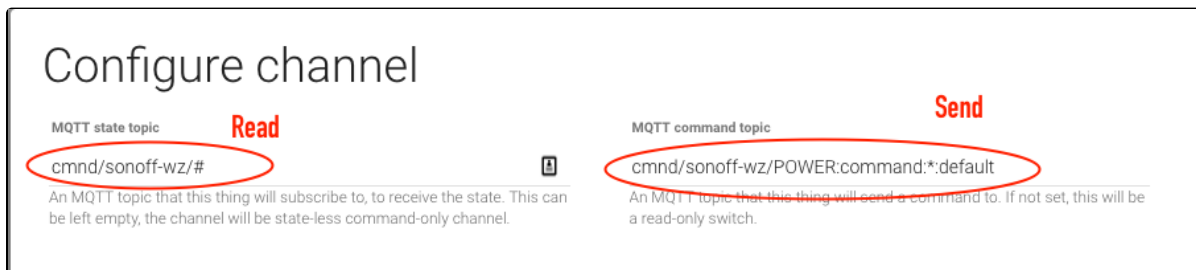 Configure channel
MQTT state topic
Read
cmnd/sonoff-wz/#
An MQTT topic that this thing will subscribe to, to receive the state. This can
be left empty, the channel will be state-less command-only channel.
MQTT command topic
Send
cmnd/sonoff-wz/POWER:command:*:default
An MQTT topic that this thing will send a command to. If not set, this will be
a read-only switch.